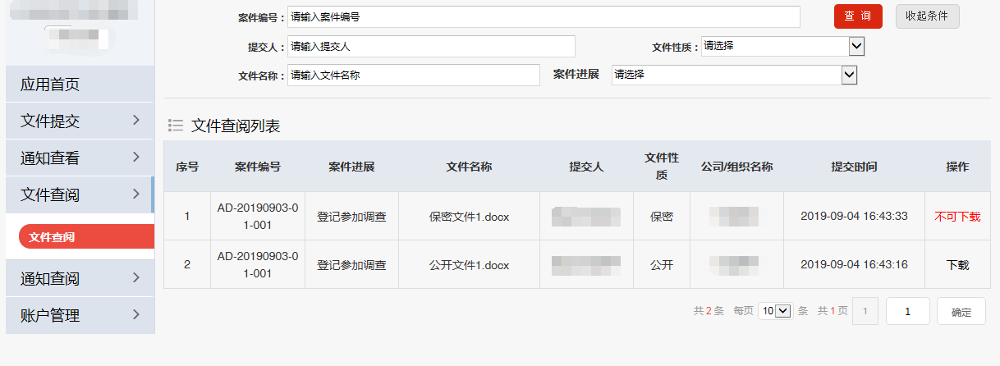 案件编号： 请输入案件编号 查 询 收起条件
提交人： 请输入提交人 文件性质： 请选择
文件名称： 请输入文件名称 案件进展 请选择
应用首页
文件提交
通知查看
文件查阅
文件查阅
通知查阅
账户管理
文件查阅列表
序号 案件编号 案件进展 文件名称 提交人 文件性质 公司/组织名称 提交时间 操作
1 AD-20190903-01-001 登记参加调查 保密文件1.docx 保密 2019-09-04 16:43:33 不可下载
2 AD-20190903-01-001 登记参加调查 公开文件1.docx 公开 2019-09-04 16:43:16 下载
共2条 每页 10 条 共1页 1 1 确定